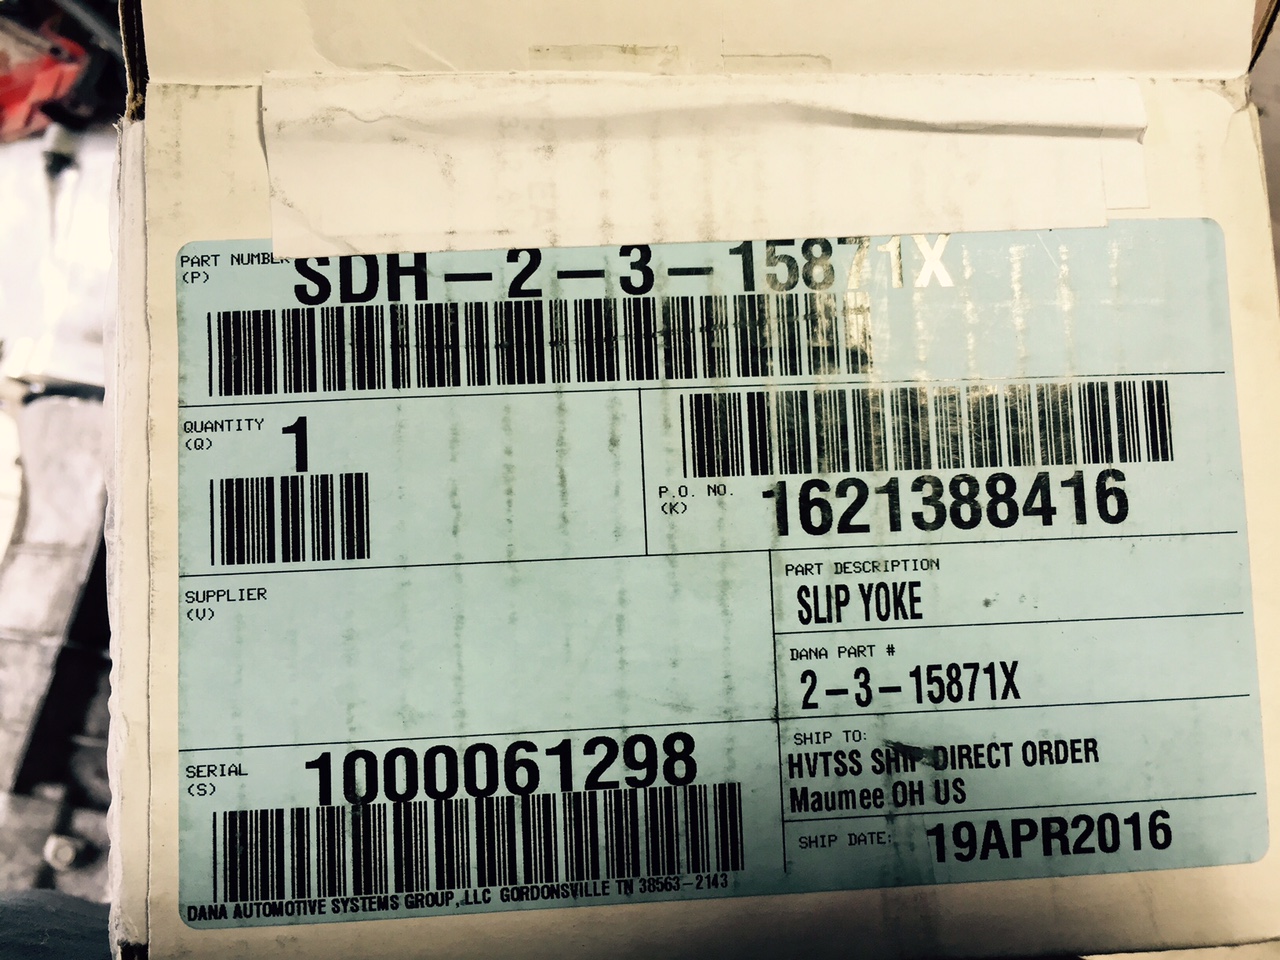 PART NUMBER SDH-2-3-15871X
(P)
QUANTITY 1
(Q)
P.O. NO. 1621388416
(K)
SUPPLIER
(V)
PART DESCRIPTION
SLIP YOKE
DANA PART #
2-3-15871X
SERIAL 1000061298
(S)
SHIP TO:
HVTSS SHIP DIRECT ORDER
Maumee OH US
SHIP DATE: 19APR2016
DANA AUTOMOTIVE SYSTEMS GROUP, LLC GORDONSVILLE TN 38563-2143